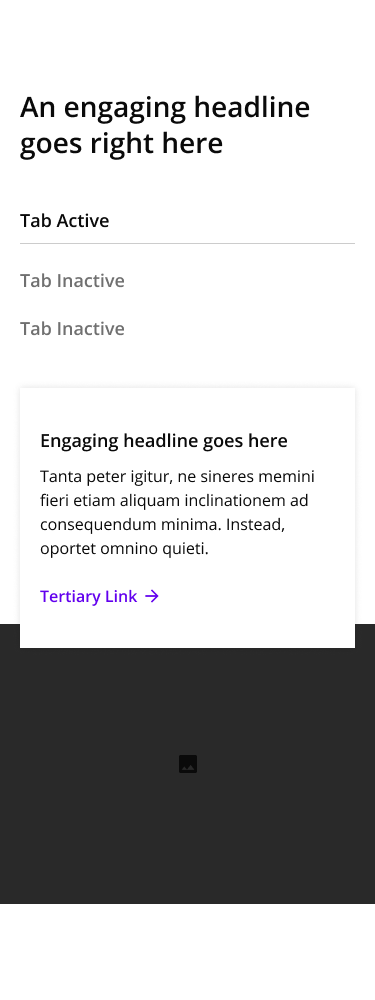 An engaging headline
goes right here
Tab Active
Tab Inactive
Tab Inactive
Engaging headline goes here
Tanta peter igitur, ne sineres memini
fieri etiam aliquam inclinationem ad
consequendum minima. Instead,
oportet omnino quieti.
Tertiary Link